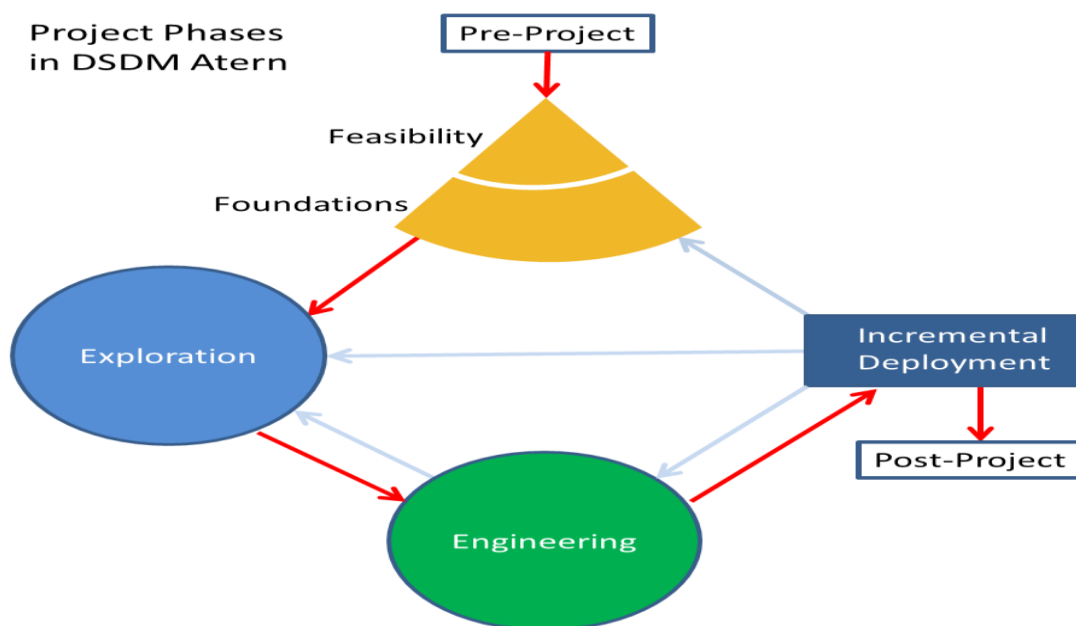 Project Phases
in DSDM Atern
Pre-Project
Feasibility
Foundations
Exploration
Incremental
Deployment
Post-Project
Engineering